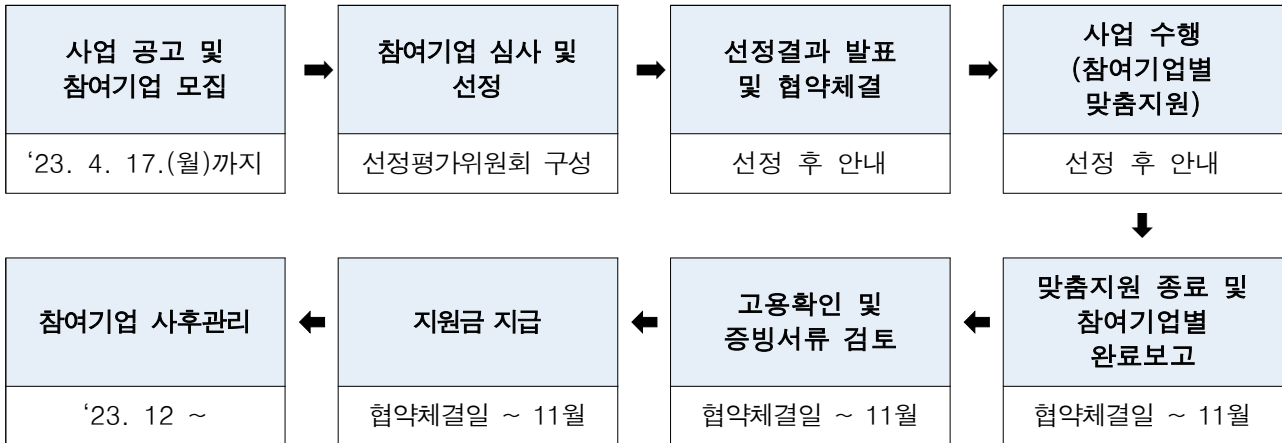 사업 공고 및
참여기업 모집
‘23. 4. 17.(월)까지
참여기업 심사 및
선정
선정평가위원회 구성
선정결과 발표
및 협약체결
선정 후 안내
사업 수행
(참여기업별
맞춤지원)
선정 후 안내
맞춤지원 종료 및
참여기업별
완료보고
협약체결일 ~ 11월
고용확인 및
증빙서류 검토
협약체결일 ~ 11월
지원금 지급
협약체결일 ~ 11월
참여기업 사후관리
‘23. 12 ~